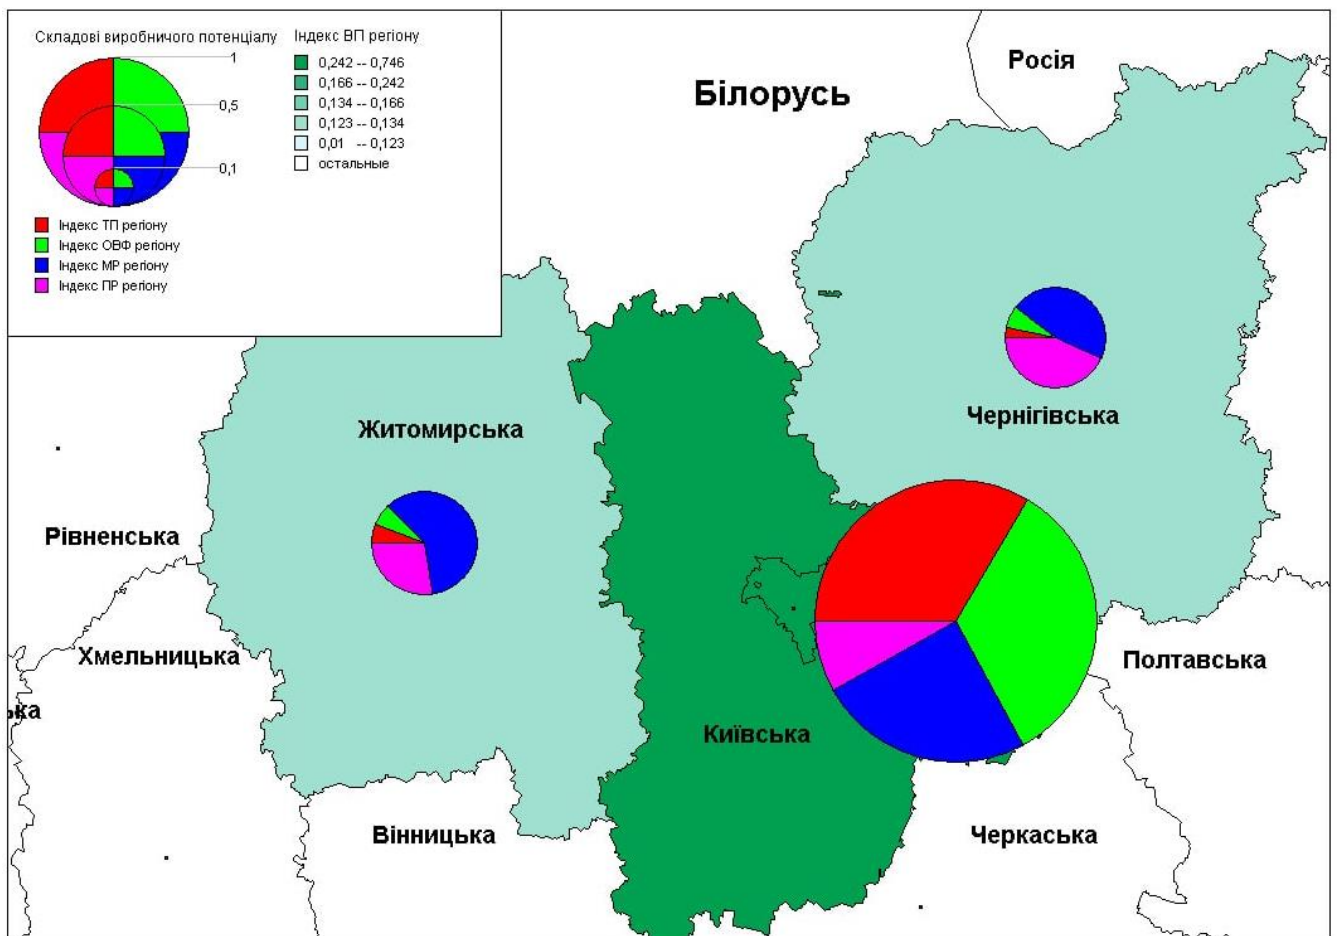 Складові виробничого потенціалу
1
0,5
0,1
Індекс ТП регіону
Індекс ОВФ регіону
Індекс МР регіону
Індекс ПР регіону
Індекс ВП регіону
0,242 -- 0,746
0,166 -- 0,242
0,134 -- 0,166
0,123 -- 0,134
0,01 -- 0,123
остальные
Росія
Білорусь
Чернігівська
Житомирська
Рівненська
Хмельницька
Полтавська
ька
Київська
Вінницька
Черкаська